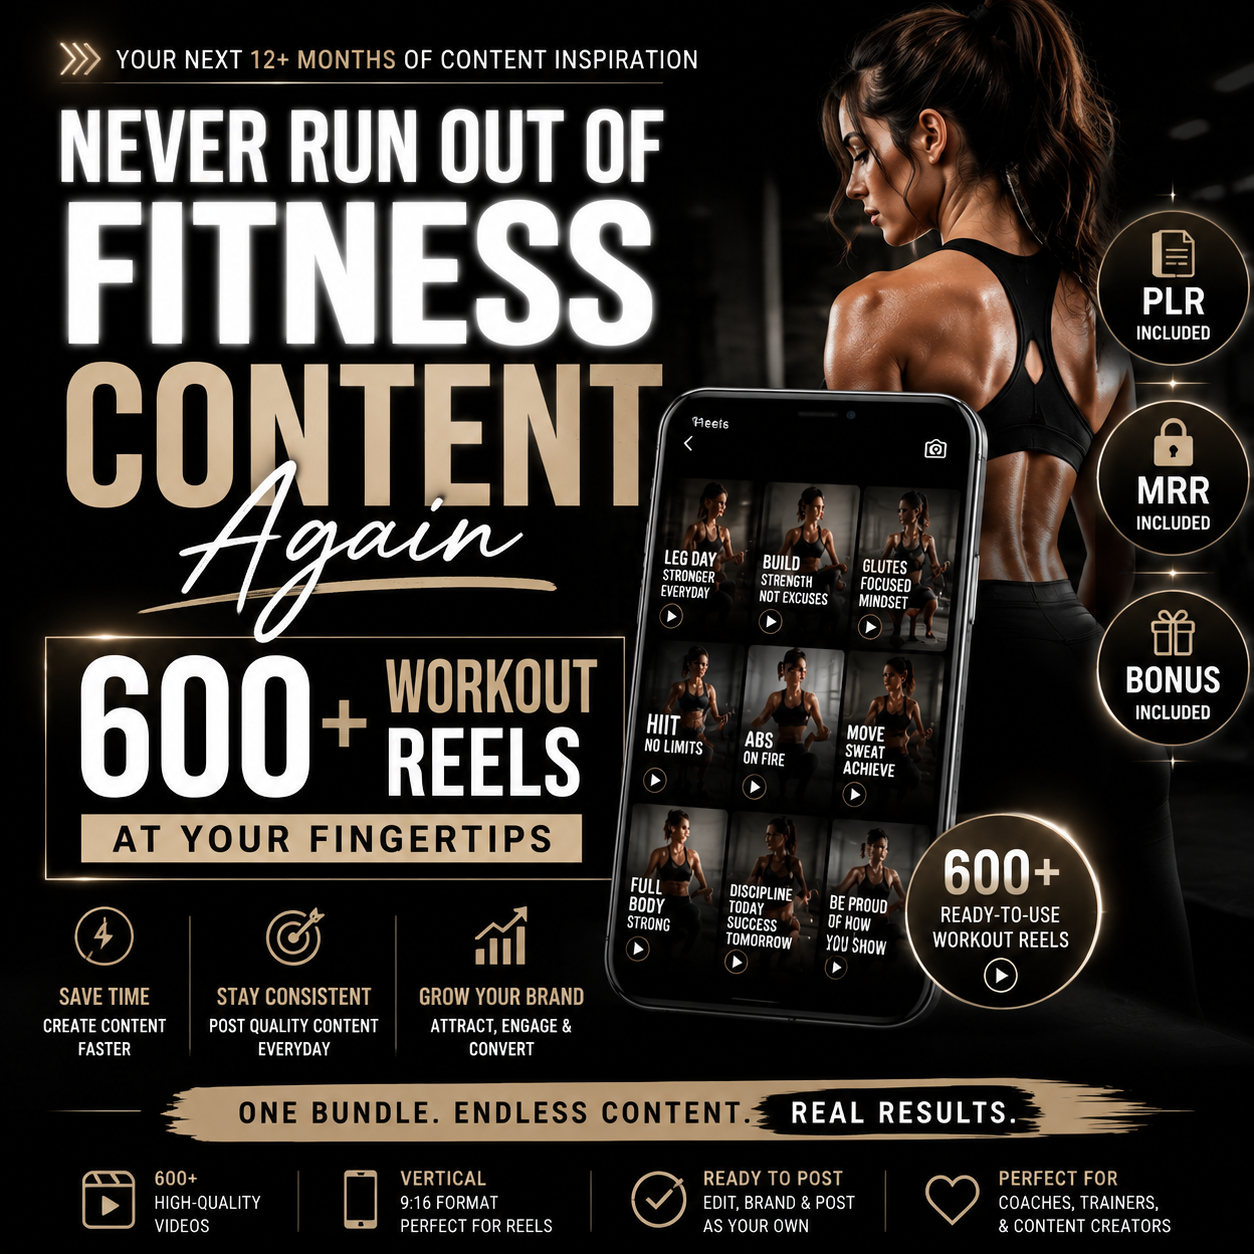 YOUR NEXT 12+ MONTHS OF CONTENT INSPIRATION
NEVER RUN OUT OF
FITNESS
CONTENT
Again
600+ WORKOUT
REELS
AT YOUR FINGERTIPS
SAVE TIME
CREATE CONTENT
FASTER
STAY CONSISTENT
POST QUALITY CONTENT
EVERYDAY
GROW YOUR BRAND
ATTRACT, ENGAGE &
CONVERT
Reels
LEG DAY
STRONGER
EVERYDAY
BUILD
STRENGTH
NOT EXCUSES
GLUTES
FOCUSED
MINDSET
HIIT
NO LIMITS
ABS
ON FIRE
MOVE
SWEAT
ACHIEVE
FULL
BODY
STRONG
DISCIPLINE
TODAY
SUCCESS
TOMORROW
BE PROUD
OF HOW
YOU SHOW
PLR
INCLUDED
MRR
INCLUDED
BONUS
INCLUDED
600+
READY-TO-USE
WORKOUT REELS
ONE BUNDLE. ENDLESS CONTENT. REAL RESULTS.
600+
HIGH-QUALITY
VIDEOS
VERTICAL
9:16 FORMAT
PERFECT FOR REELS
READY TO POST
EDIT, BRAND & POST
AS YOUR OWN
PERFECT FOR
COACHES, TRAINERS,
& CONTENT CREATORS